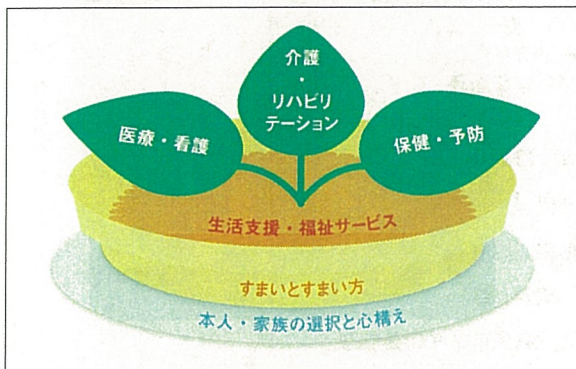 介護
・
リハビリ
テーション
医療・看護
保健・予防
生活支援・福祉サービス
すまいとすまい方
本人・家族の選択と心構え